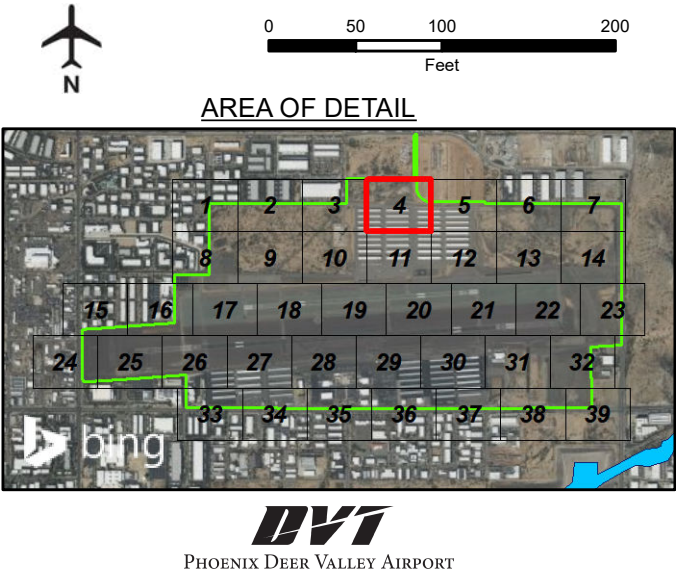 0 50 100 200
Feet
N
AREA OF DETAIL
1 2 3 4 5 6 7
8 9 10 11 12 13 14
15 16 17 18 19 20 21 22 23
24 25 26 27 28 29 30 31 32
33 34 35 36 37 38 39
bing
DVT
PHOENIX DEER VALLEY AIRPORT